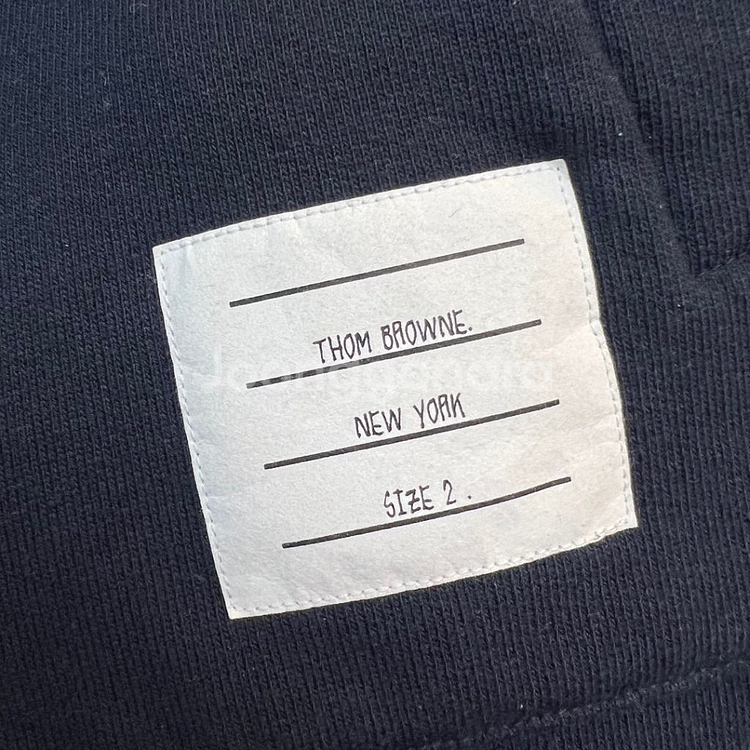 THOM BROWNE.
NEW YORK
SIZE 2.